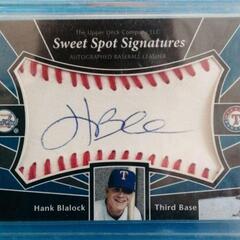 The Upper Deck Company, LLC
Sweet Spot Signatures
AUTOGRAPHED BASEBALL LEATHER
T
Hank Blalock
Third Base